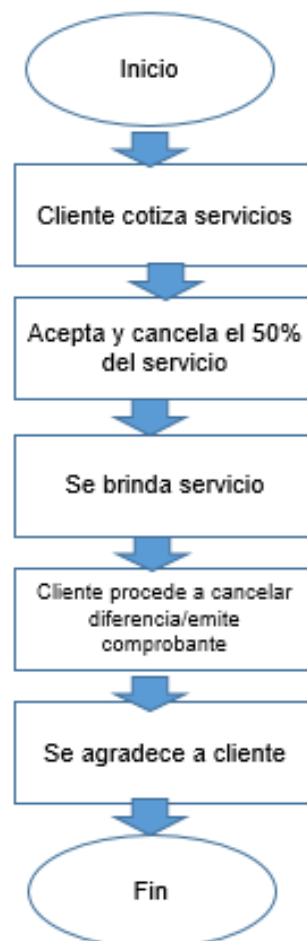 Inicio
Cliente cotiza servicios
Acepta y cancela el 50%
del servicio
Se brinda servicio
Cliente procede a cancelar
diferencia/emite
comprobante
Se agradece a cliente
Fin